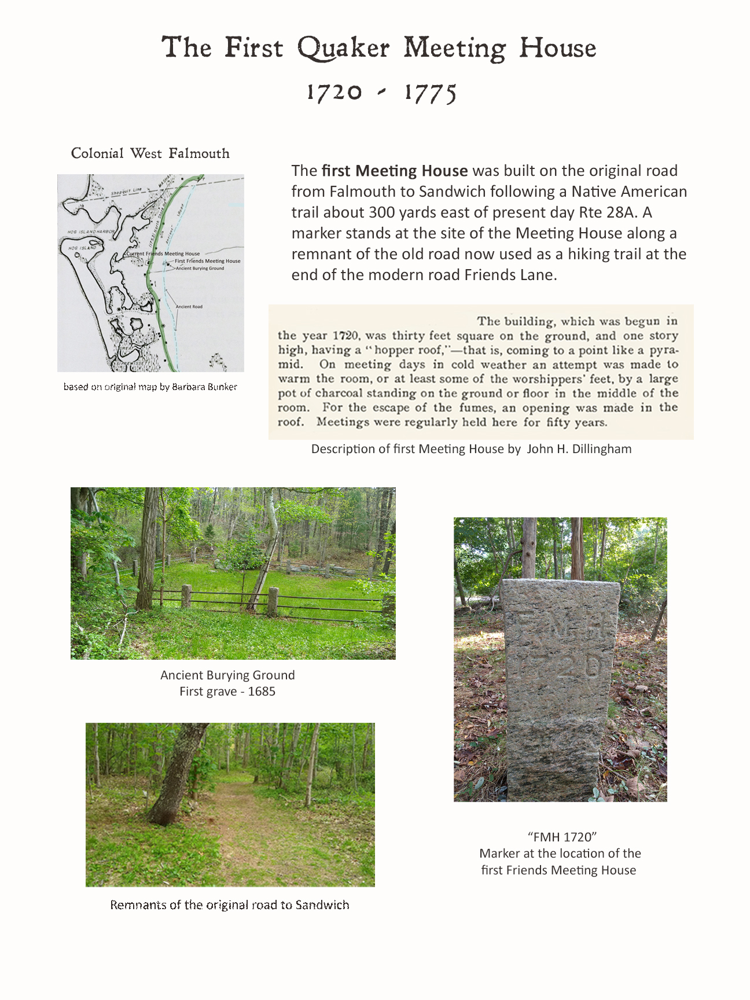 The First Quaker Meeting House
1720 - 1775
Colonial West Falmouth
Shapquit Line
HOG ISLAND HARBOR
HOG ISLAND
Current Friends Meeting House
First Friends Meeting House
Ancient Burying Ground
Ancient Road
based on original map by Barbara Bunker
The first Meeting House was built on the original road
from Falmouth to Sandwich following a Native American
trail about 300 yards east of present day Rte 28A. A
marker stands at the site of the Meeting House along a
remnant of the old road now used as a hiking trail at the
end of the modern road Friends Lane.
The building, which was begun in
the year 1720, was thirty feet square on the ground, and one story
high, having a “hopper roof,”—that is, coming to a point like a pyra-
mid. On meeting days in cold weather an attempt was made to
warm the room, or at least some of the worshippers’ feet, by a large
pot of charcoal standing on the ground or floor in the middle of the
room. For the escape of the fumes, an opening was made in the
roof. Meetings were regularly held here for fifty years.
Description of first Meeting House by John H. Dillingham
Ancient Burying Ground
First grave - 1685
Remnants of the original road to Sandwich
F M H
1720
“FMH 1720”
Marker at the location of the
first Friends Meeting House